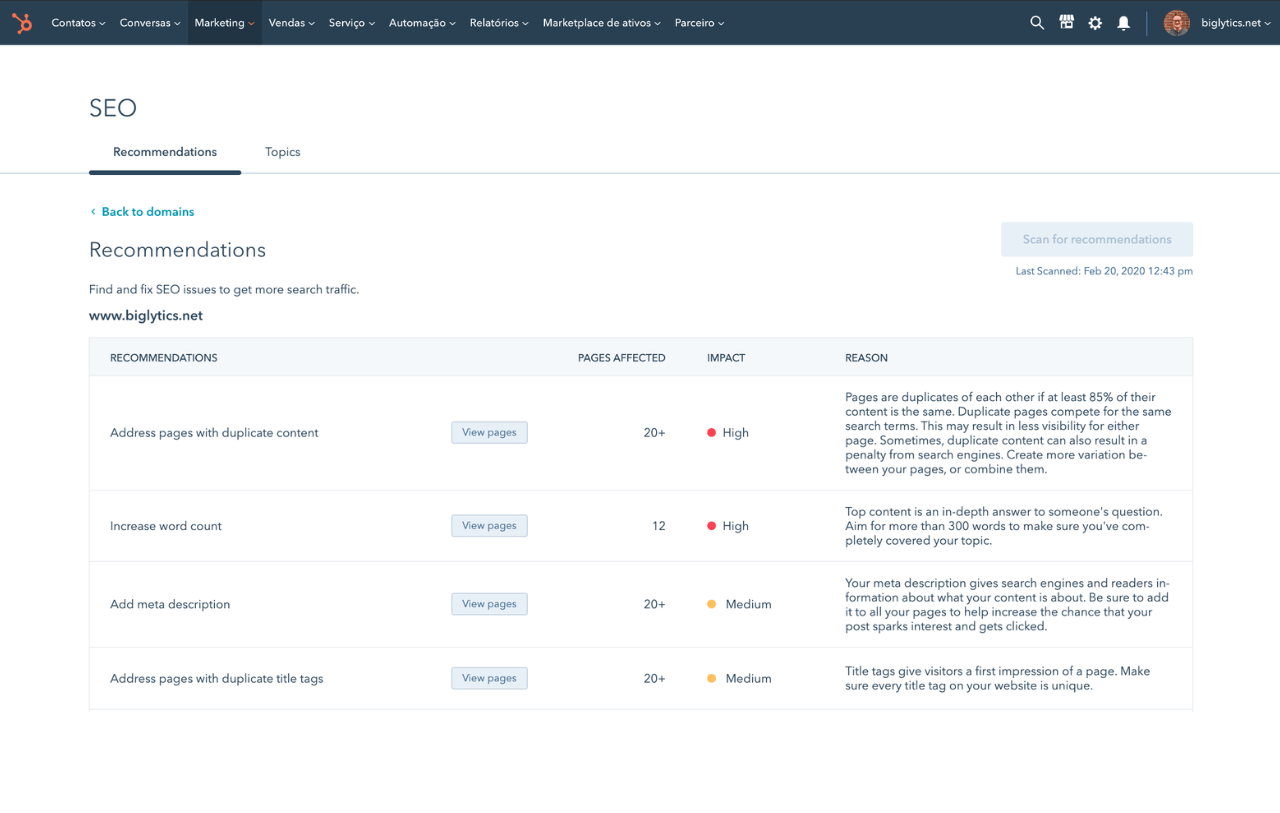 Contatos Conversas Marketing Vendas Serviço Automação Relatórios Marketplace de ativos Parceiro biglytics.net
SEO
Recommendations Topics
Back to domains
Recommendations
Scan for recommendations
Last Scanned: Feb 20, 2020 12:43 pm
Find and fix SEO issues to get more search traffic.
www.biglytics.net
RECOMMENDATIONS PAGES AFFECTED IMPACT REASON
Address pages with duplicate content View pages 20+ High
Pages are duplicates of each other if at least 85% of their
content is the same. Duplicate pages compete for the same
search terms. This may result in less visibility for either
page. Sometimes, duplicate content can also result in a
penalty from search engines. Create more variation be-
tween your pages, or combine them.
Increase word count View pages 12 High
Top content is an in-depth answer to someone's question.
Aim for more than 300 words to make sure you've com-
pletely covered your topic.
Add meta description View pages 20+ Medium
Your meta description gives search engines and readers in-
formation about what your content is about. Be sure to add
it to all your pages to help increase the chance that your
post sparks interest and gets clicked.
Address pages with duplicate title tags View pages 20+ Medium
Title tags give visitors a first impression of a page. Make
sure every title tag on your website is unique.